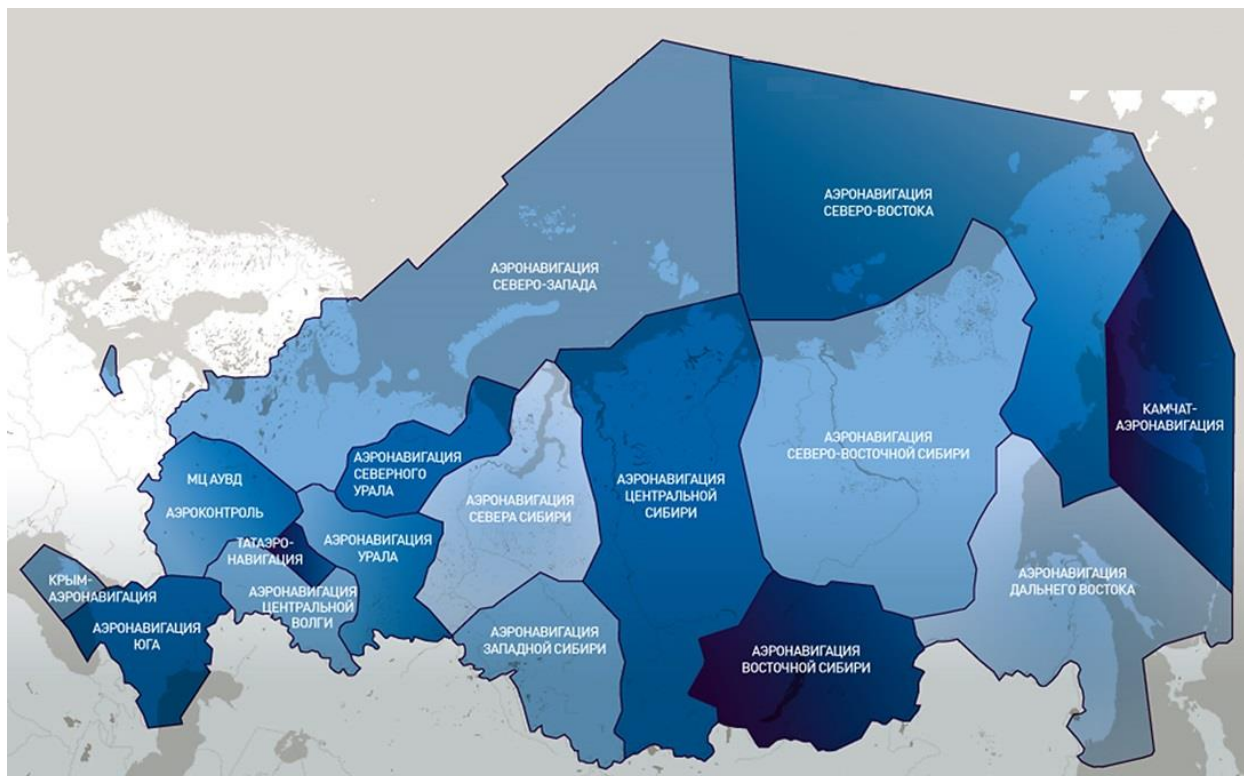 АЭРОНАВИГАЦИЯ
СЕВЕРО-ВОСТОКА
АЭРОНАВИГАЦИЯ
СЕВЕРО-ЗАПАДА
КАМЧАТ-
АЭРОНАВИГАЦИЯ
АЭРОНАВИГАЦИЯ
СЕВЕРО-ВОСТОЧНОЙ СИБИРИ
АЭРОНАВИГАЦИЯ
СЕВЕРНОГО
УРАЛА
МЦ АУВД
АЭРОКОНТРОЛЬ
АЭРОНАВИГАЦИЯ
СЕВЕРА СИБИРИ
АЭРОНАВИГАЦИЯ
ЦЕНТРАЛЬНОЙ
СИБИРИ
ТАТАЭРО-
НАВИГАЦИЯ
АЭРОНАВИГАЦИЯ
УРАЛА
КРЫМ-
АЭРОНАВИГАЦИЯ
АЭРОНАВИГАЦИЯ
ЦЕНТРАЛЬНОЙ
ВОЛГИ
АЭРОНАВИГАЦИЯ
ДАЛЬНЕГО ВОСТОКА
АЭРОНАВИГАЦИЯ
ЮГА
АЭРОНАВИГАЦИЯ
ЗАПАДНОЙ СИБИРИ
АЭРОНАВИГАЦИЯ
ВОСТОЧНОЙ СИБИРИ